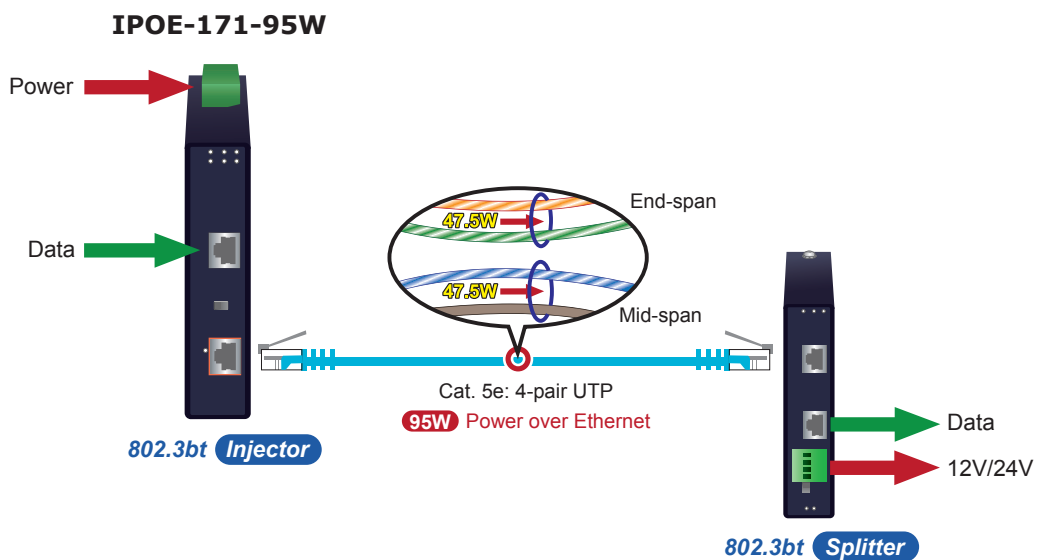 IPOE-171-95W
Power
End-span
47.5W
Data
47.5W
Mid-span
Cat. 5e: 4-pair UTP
95W Power over Ethernet
Data
802.3bt Injector
12V/24V
802.3bt Splitter